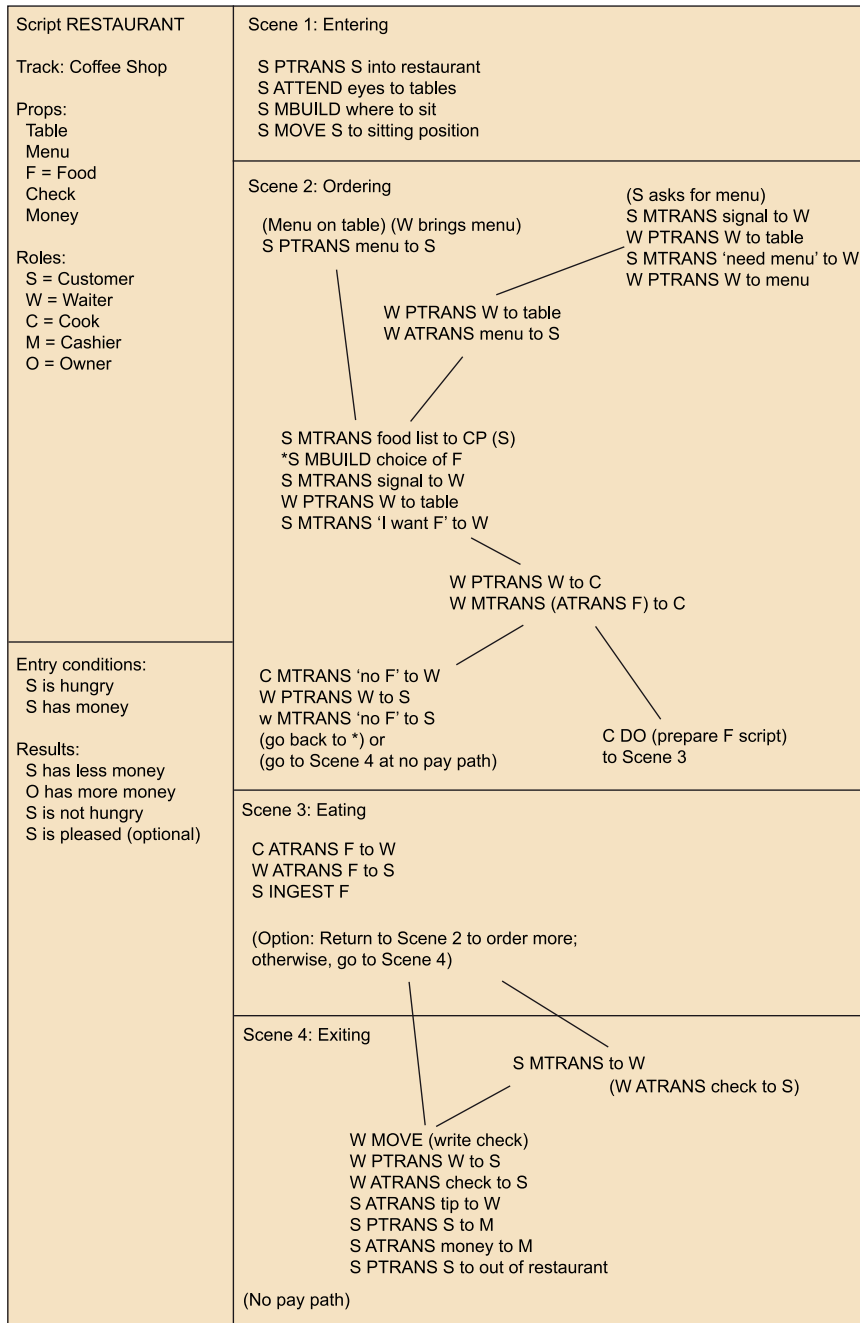 Script RESTAURANT
Track: Coffee Shop
Props:
Table
Menu
F = Food
Check
Money
Roles:
S = Customer
W = Waiter
C = Cook
M = Cashier
O = Owner
Entry conditions:
S is hungry
S has money
Results:
S has less money
O has more money
S is not hungry
S is pleased (optional)
Scene 1: Entering
S PTRANS S into restaurant
S ATTEND eyes to tables
S MBUILD where to sit
S MOVE S to sitting position
Scene 2: Ordering
(Menu on table) (W brings menu)
S PTRANS menu to S
(S asks for menu)
S MTRANS signal to W
W PTRANS W to table
S MTRANS ‘need menu’ to W
W PTRANS W to menu
W PTRANS W to table
W ATRANS menu to S
S MTRANS food list to CP (S)
*S MBUILD choice of F
S MTRANS signal to W
W PTRANS W to table
S MTRANS ‘I want F’ to W
W PTRANS W to C
W MTRANS (ATRANS F) to C
C MTRANS ‘no F’ to W
W PTRANS W to S
w MTRANS ‘no F’ to S
(go back to *) or
(go to Scene 4 at no pay path)
C DO (prepare F script)
to Scene 3
Scene 3: Eating
C ATRANS F to W
W ATRANS F to S
S INGEST F
(Option: Return to Scene 2 to order more;
otherwise, go to Scene 4)
Scene 4: Exiting
S MTRANS to W
(W ATRANS check to S)
W MOVE (write check)
W PTRANS W to S
W ATRANS check to S
S ATRANS tip to W
S PTRANS S to M
S ATRANS money to M
S PTRANS S to out of restaurant
(No pay path)